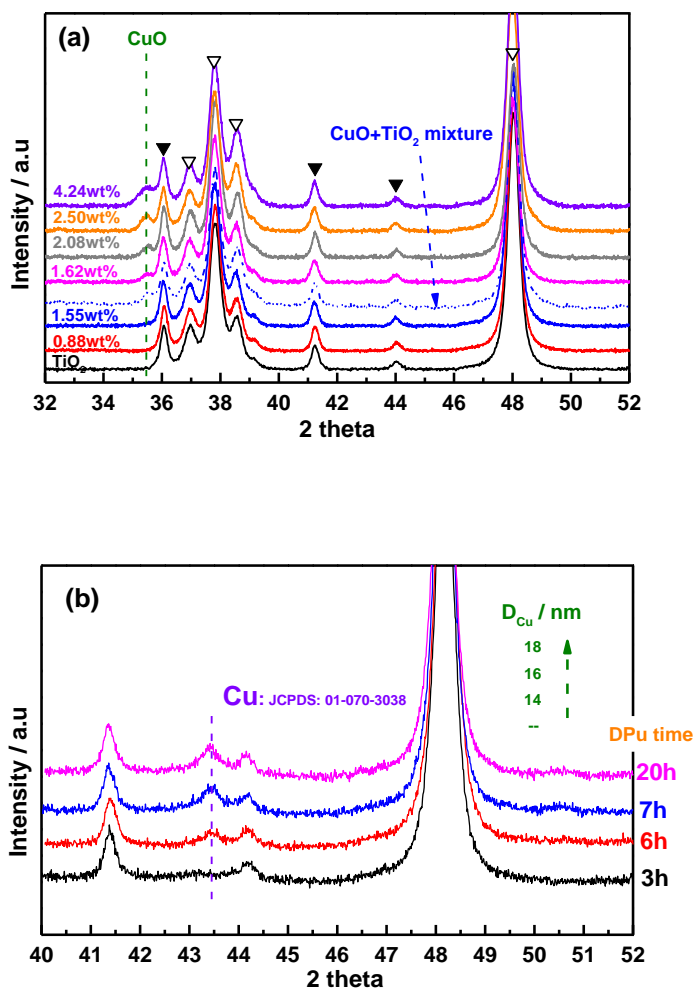 (a)
CuO
CuO+TiO2 mixture
4.24wt%
2.50wt%
2.08wt%
1.62wt%
1.55wt%
0.88wt%
TiO2
Intensity / a.u
32 34 36 38 40 42 44 46 48 50 52
2 theta
(b)
DCu / nm
18
16
14
--
Cu: JCPDS: 01-070-3038
DPu time
20h
7h
6h
3h
Intensity / a.u
40 41 42 43 44 45 46 47 48 49 50 51 52
2 theta